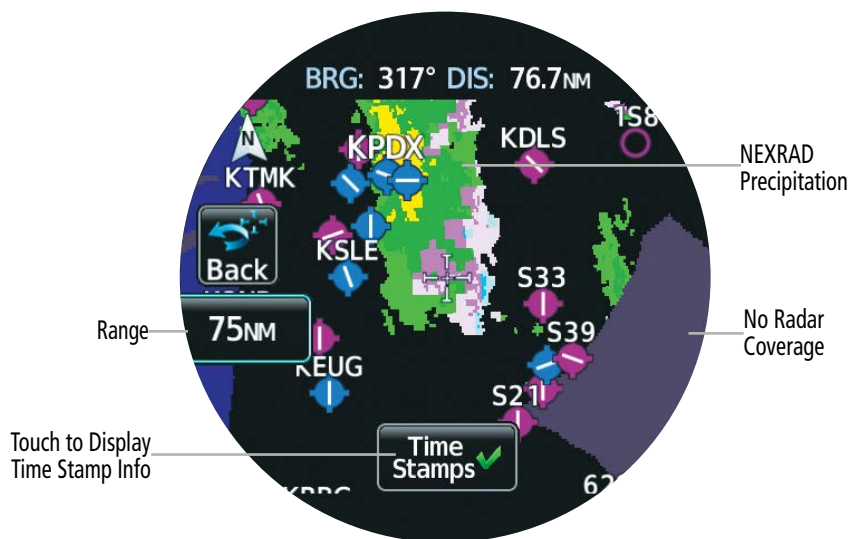 BRG: 317° DIS: 76.7NM
1S8
KPDX
KDLS
NEXRAD
Precipitation
N
KTMK
KSLE
Back
S33
Range
75NM
S39
No Radar
Coverage
KEUG
S21
Touch to Display
Time Stamp Info
Time
Stamps